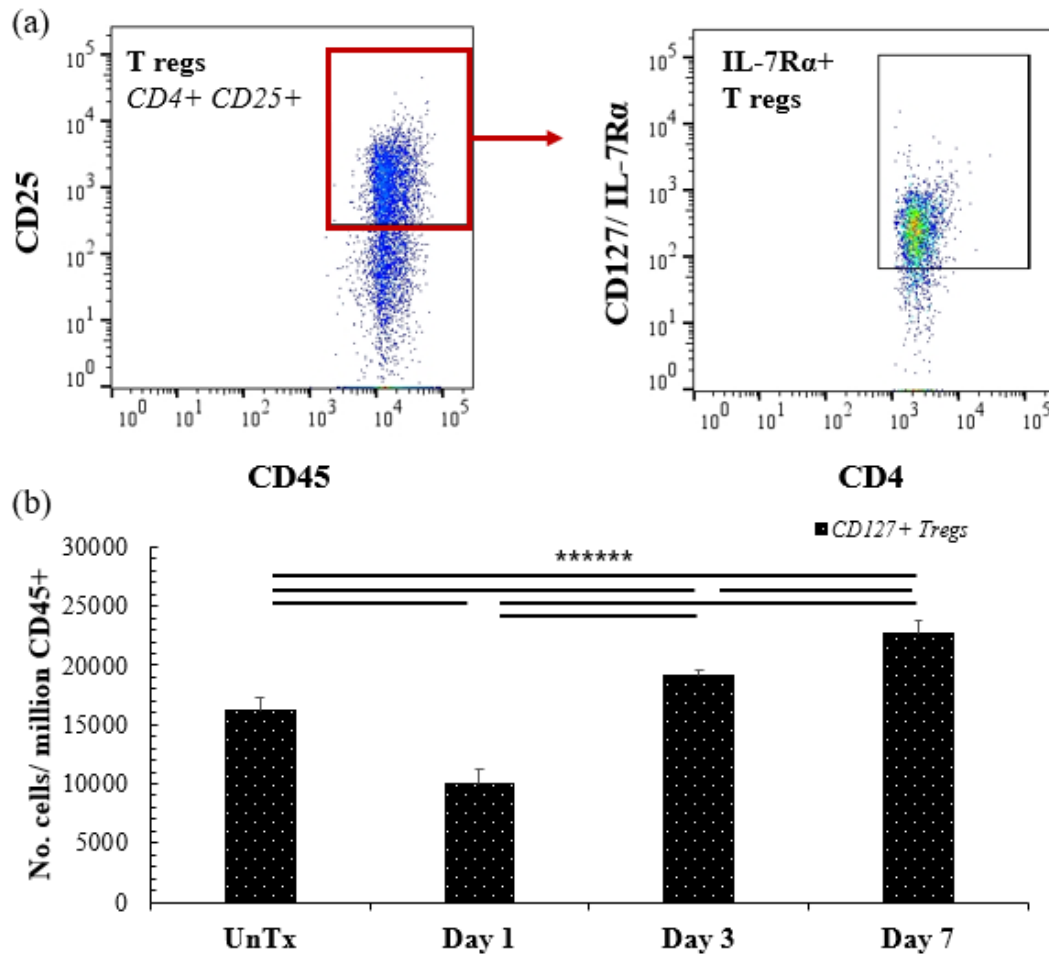 (a)
T regs
CD4+ CD25+
CD25
10^5
10^4
10^3
10^2
10^1
10^0
10^0 10^1 10^2 10^3 10^4 10^5
CD45
IL-7Rα+
T regs
CD127/ IL-7Rα
10^5
10^4
10^3
10^2
10^1
10^0
10^0 10^1 10^2 10^3 10^4 10^5
CD4
(b)
CD127+ Tregs
******
No. cells/ million CD45+
30000
25000
20000
15000
10000
5000
0
UnTx Day 1 Day 3 Day 7